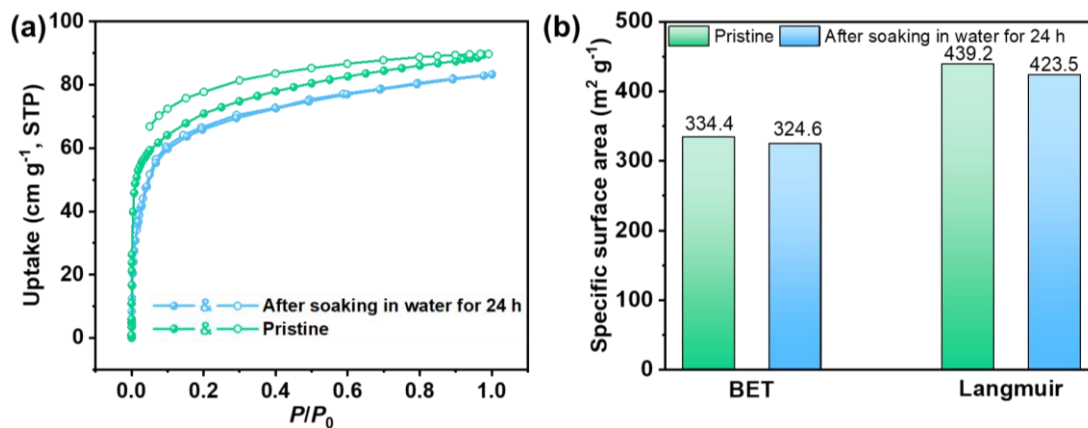 (a)
Uptake (cm g⁻¹, STP)
100
80
60
40
20
0
& After soaking in water for 24 h
& Pristine
0.0 0.2 0.4 0.6 0.8 1.0
P/P₀
(b)
Specific surface area (m² g⁻¹)
500
400
300
200
100
0
Pristine After soaking in water for 24 h
334.4
324.6
439.2
423.5
BET Langmuir